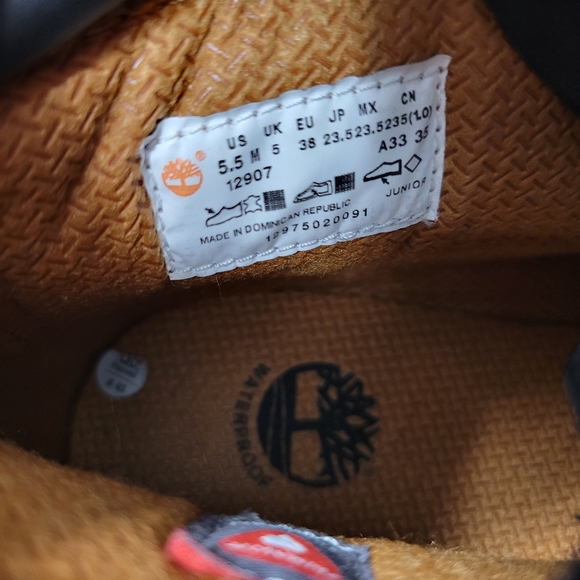 US UK EU JP MX CN
5.5 M 5 38 23.5 23.5 235(1.0)
12907 A33 35
®
JUNIOR
MADE IN DOMINICAN REPUBLIC
12975020091
WATERPROOF